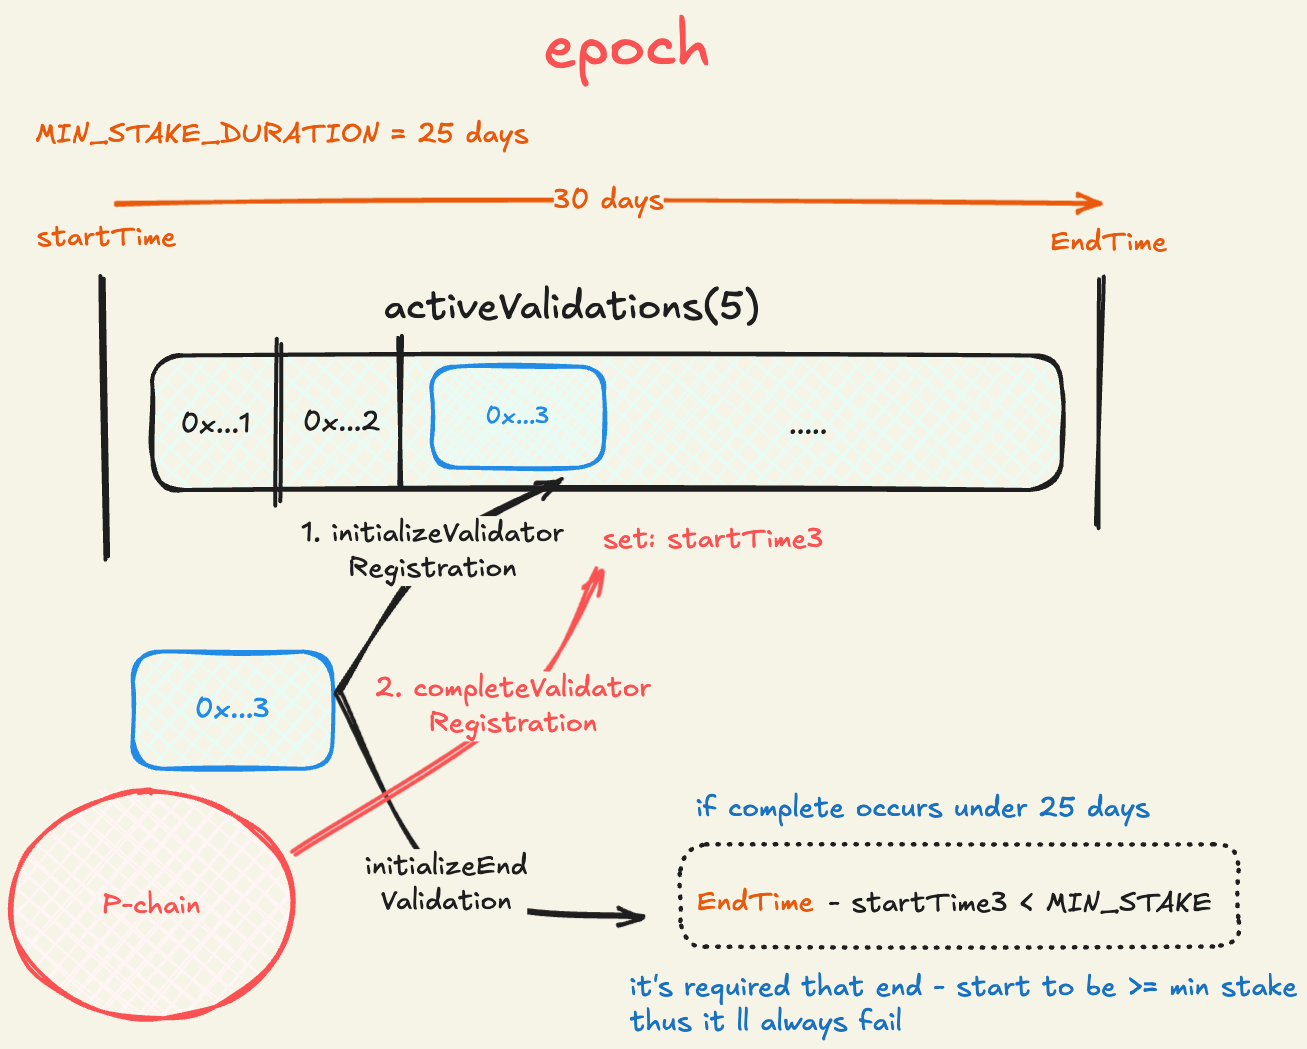 epoch
MIN_STAKE_DURATION = 25 days
30 days
startTime
EndTime
activeValidations(5)
0x...1
0x...2
0x...3
.....
1. initializeValidator
Registration
set: startTime3
0x...3
2. completeValidator
Registration
P-chain
initializeEnd
Validation
if complete occurs under 25 days
EndTime - startTime3 < MIN_STAKE
it's required that end - start to be >= min stake
thus it ll always fail